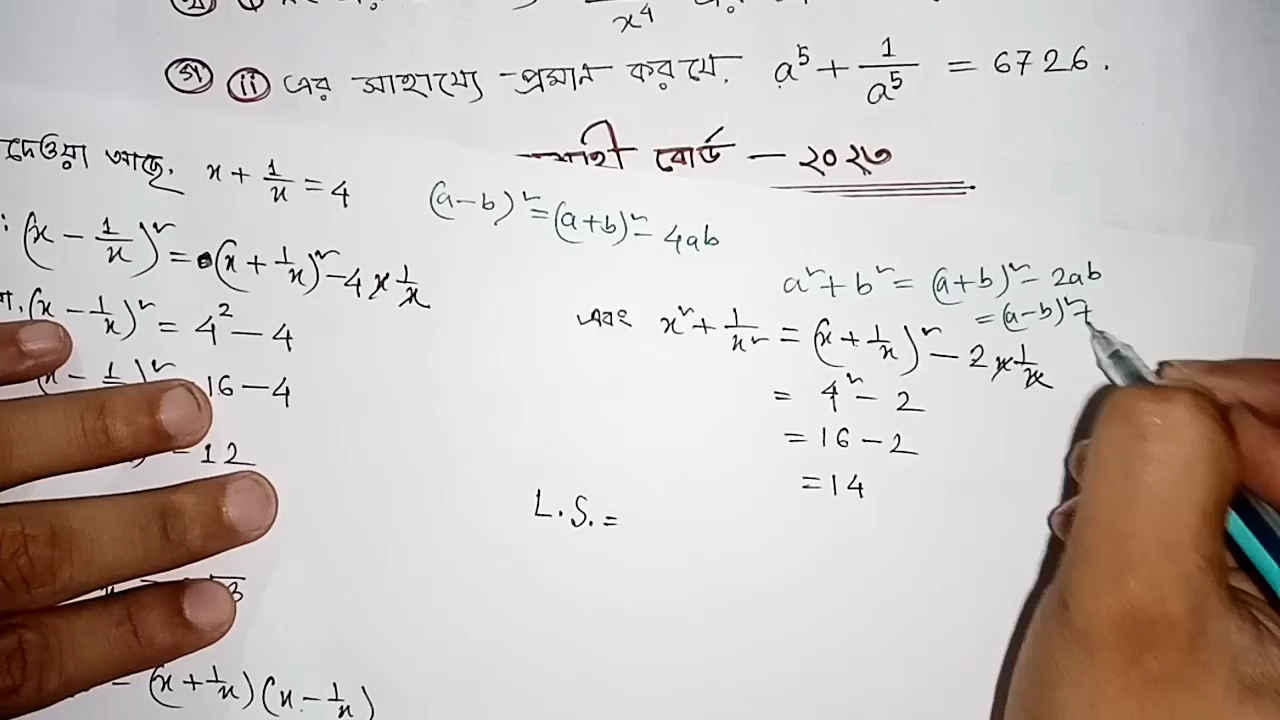 x⁴
গ ii এর সাহায্যে প্রমান কর যে, a⁵ + 1/a⁵ = 6726.
বোর্ড – ২০২৩
দেওয়া আছে, x + 1/x = 4
(a−b)² = (a+b)² − 4ab
(x − 1/x)² = (x + 1/x)² − 4 x 1/x
a² + b² = (a+b)² − 2ab
= (a−b)² +
(x − 1/x)² = 4² − 4
এবং x² + 1/x² = (x + 1/x)² − 2 x 1/x
16 − 4
= 4² − 2
12
= 16 − 2
= 14
L.S. =
= (x + 1/x)(x − 1/x)